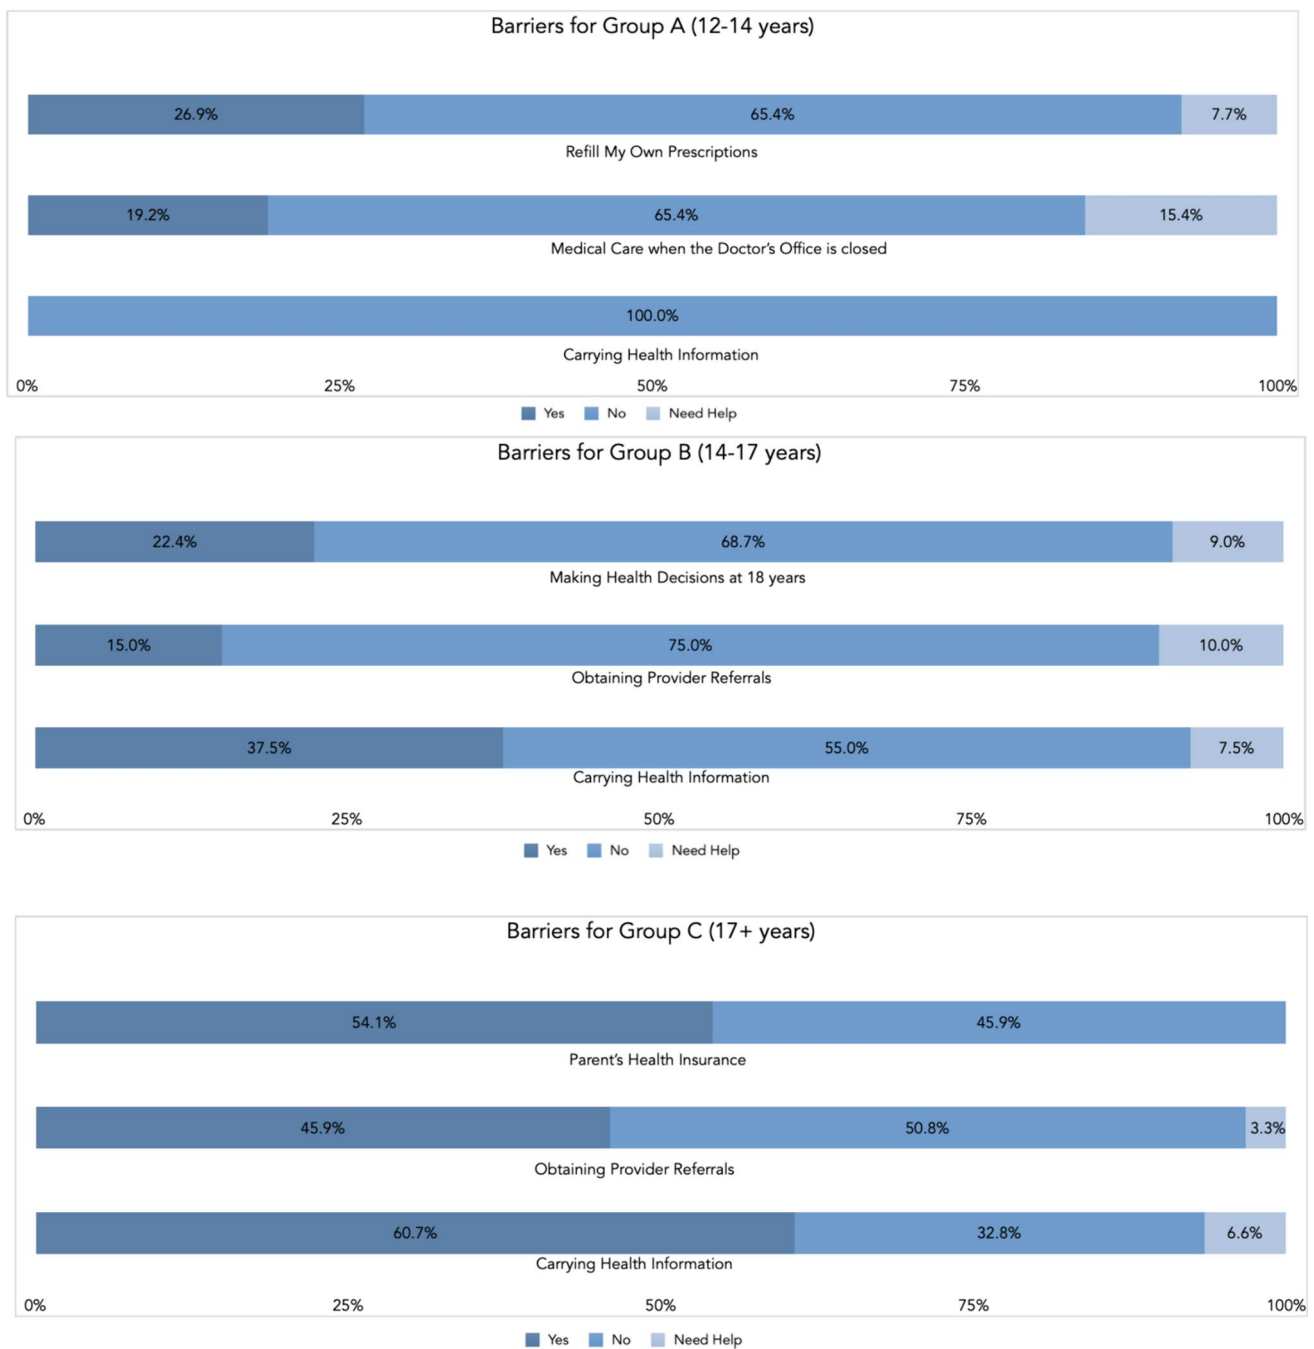 Barriers for Group A (12-14 years)
26.9% 65.4% 7.7%
Refill My Own Prescriptions
19.2% 65.4% 15.4%
Medical Care when the Doctor's Office is closed
100.0%
Carrying Health Information
0% 25% 50% 75% 100%
Yes No Need Help
Barriers for Group B (14-17 years)
22.4% 68.7% 9.0%
Making Health Decisions at 18 years
15.0% 75.0% 10.0%
Obtaining Provider Referrals
37.5% 55.0% 7.5%
Carrying Health Information
0% 25% 50% 75% 100%
Yes No Need Help
Barriers for Group C (17+ years)
54.1% 45.9%
Parent's Health Insurance
45.9% 50.8% 3.3%
Obtaining Provider Referrals
60.7% 32.8% 6.6%
Carrying Health Information
0% 25% 50% 75% 100%
Yes No Need Help